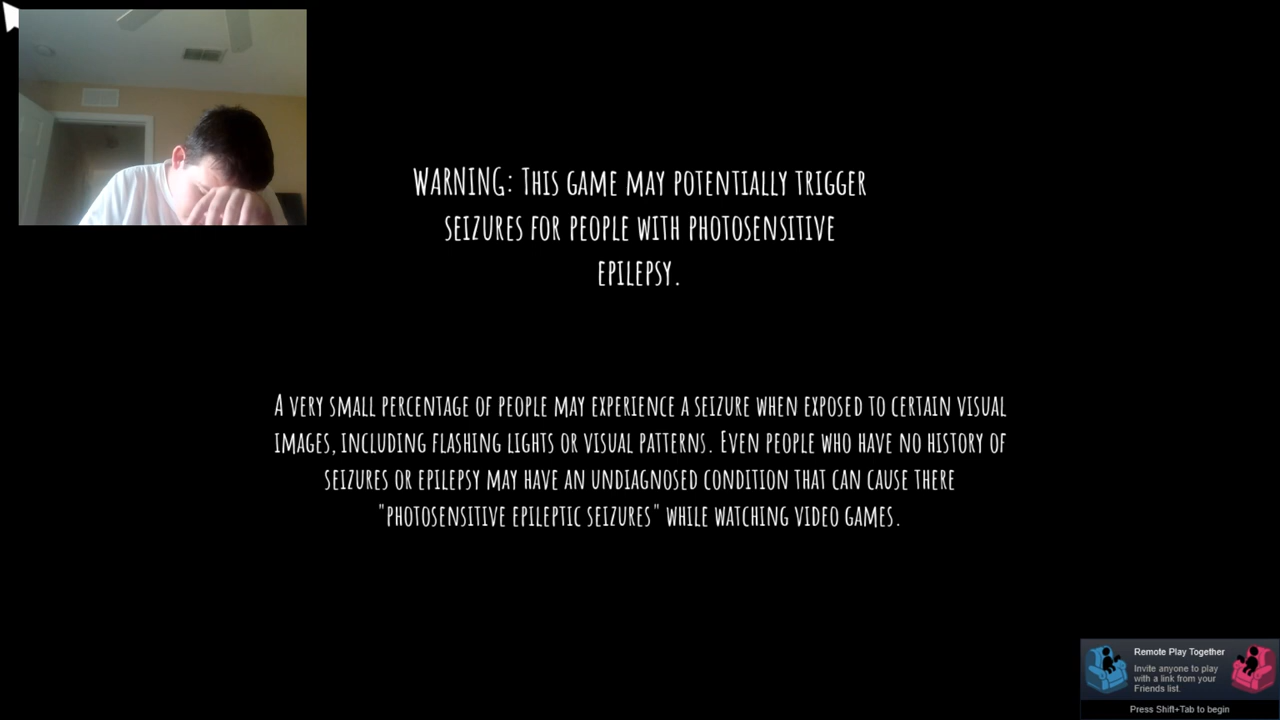 WARNING: THIS GAME MAY POTENTIALLY TRIGGER
SEIZURES FOR PEOPLE WITH PHOTOSENSITIVE
EPILEPSY.
A VERY SMALL PERCENTAGE OF PEOPLE MAY EXPERIENCE A SEIZURE WHEN EXPOSED TO CERTAIN VISUAL
IMAGES, INCLUDING FLASHING LIGHTS OR VISUAL PATTERNS. EVEN PEOPLE WHO HAVE NO HISTORY OF
SEIZURES OR EPILEPSY MAY HAVE AN UNDIAGNOSED CONDITION THAT CAN CAUSE THERE
"PHOTOSENSITIVE EPILEPTIC SEIZURES" WHILE WATCHING VIDEO GAMES.
Remote Play Together
Invite anyone to play
with a link from your
Friends list.
Press Shift+Tab to begin